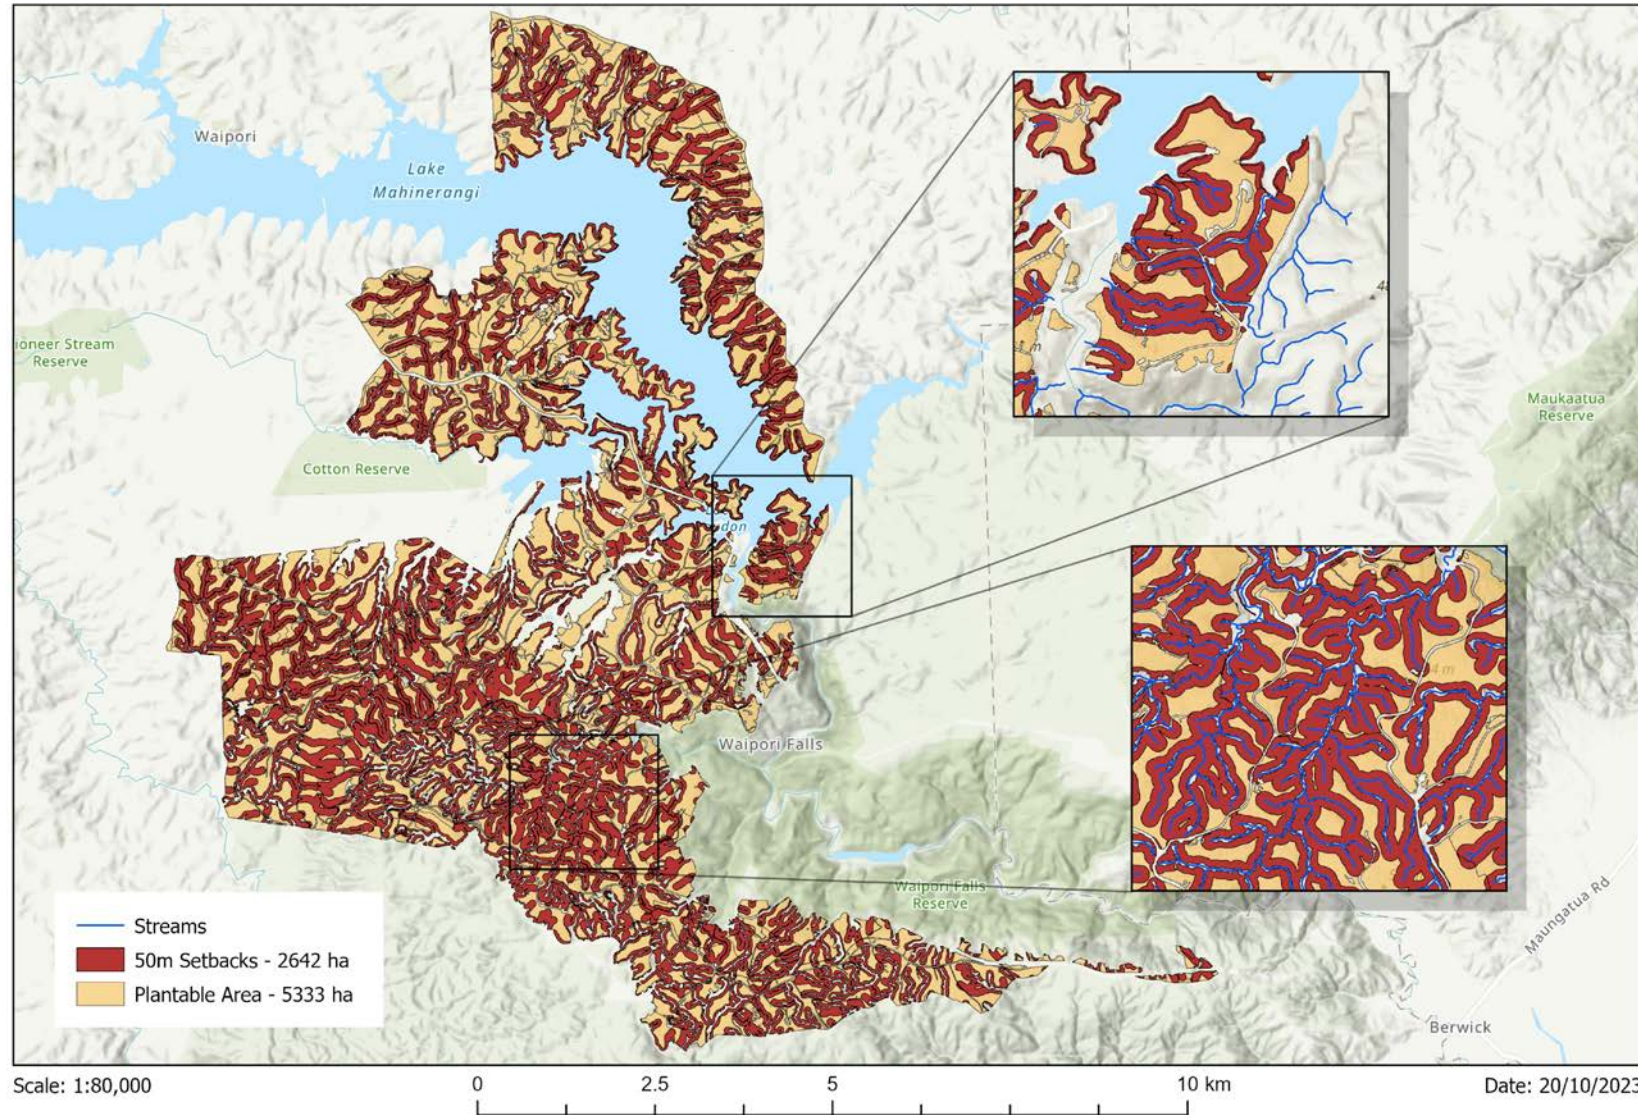 Waipori
Lake
Mahinerangi
ioneer Stream
Reserve
Cotton Reserve
don
Maukaatua
Reserve
Waipori Falls
Waipori Falls
Reserve
Maungatua Rd
Berwick
m
4 m
Streams
50m Setbacks - 2642 ha
Plantable Area - 5333 ha
Scale: 1:80,000
0 2.5 5 10 km
Date: 20/10/2023